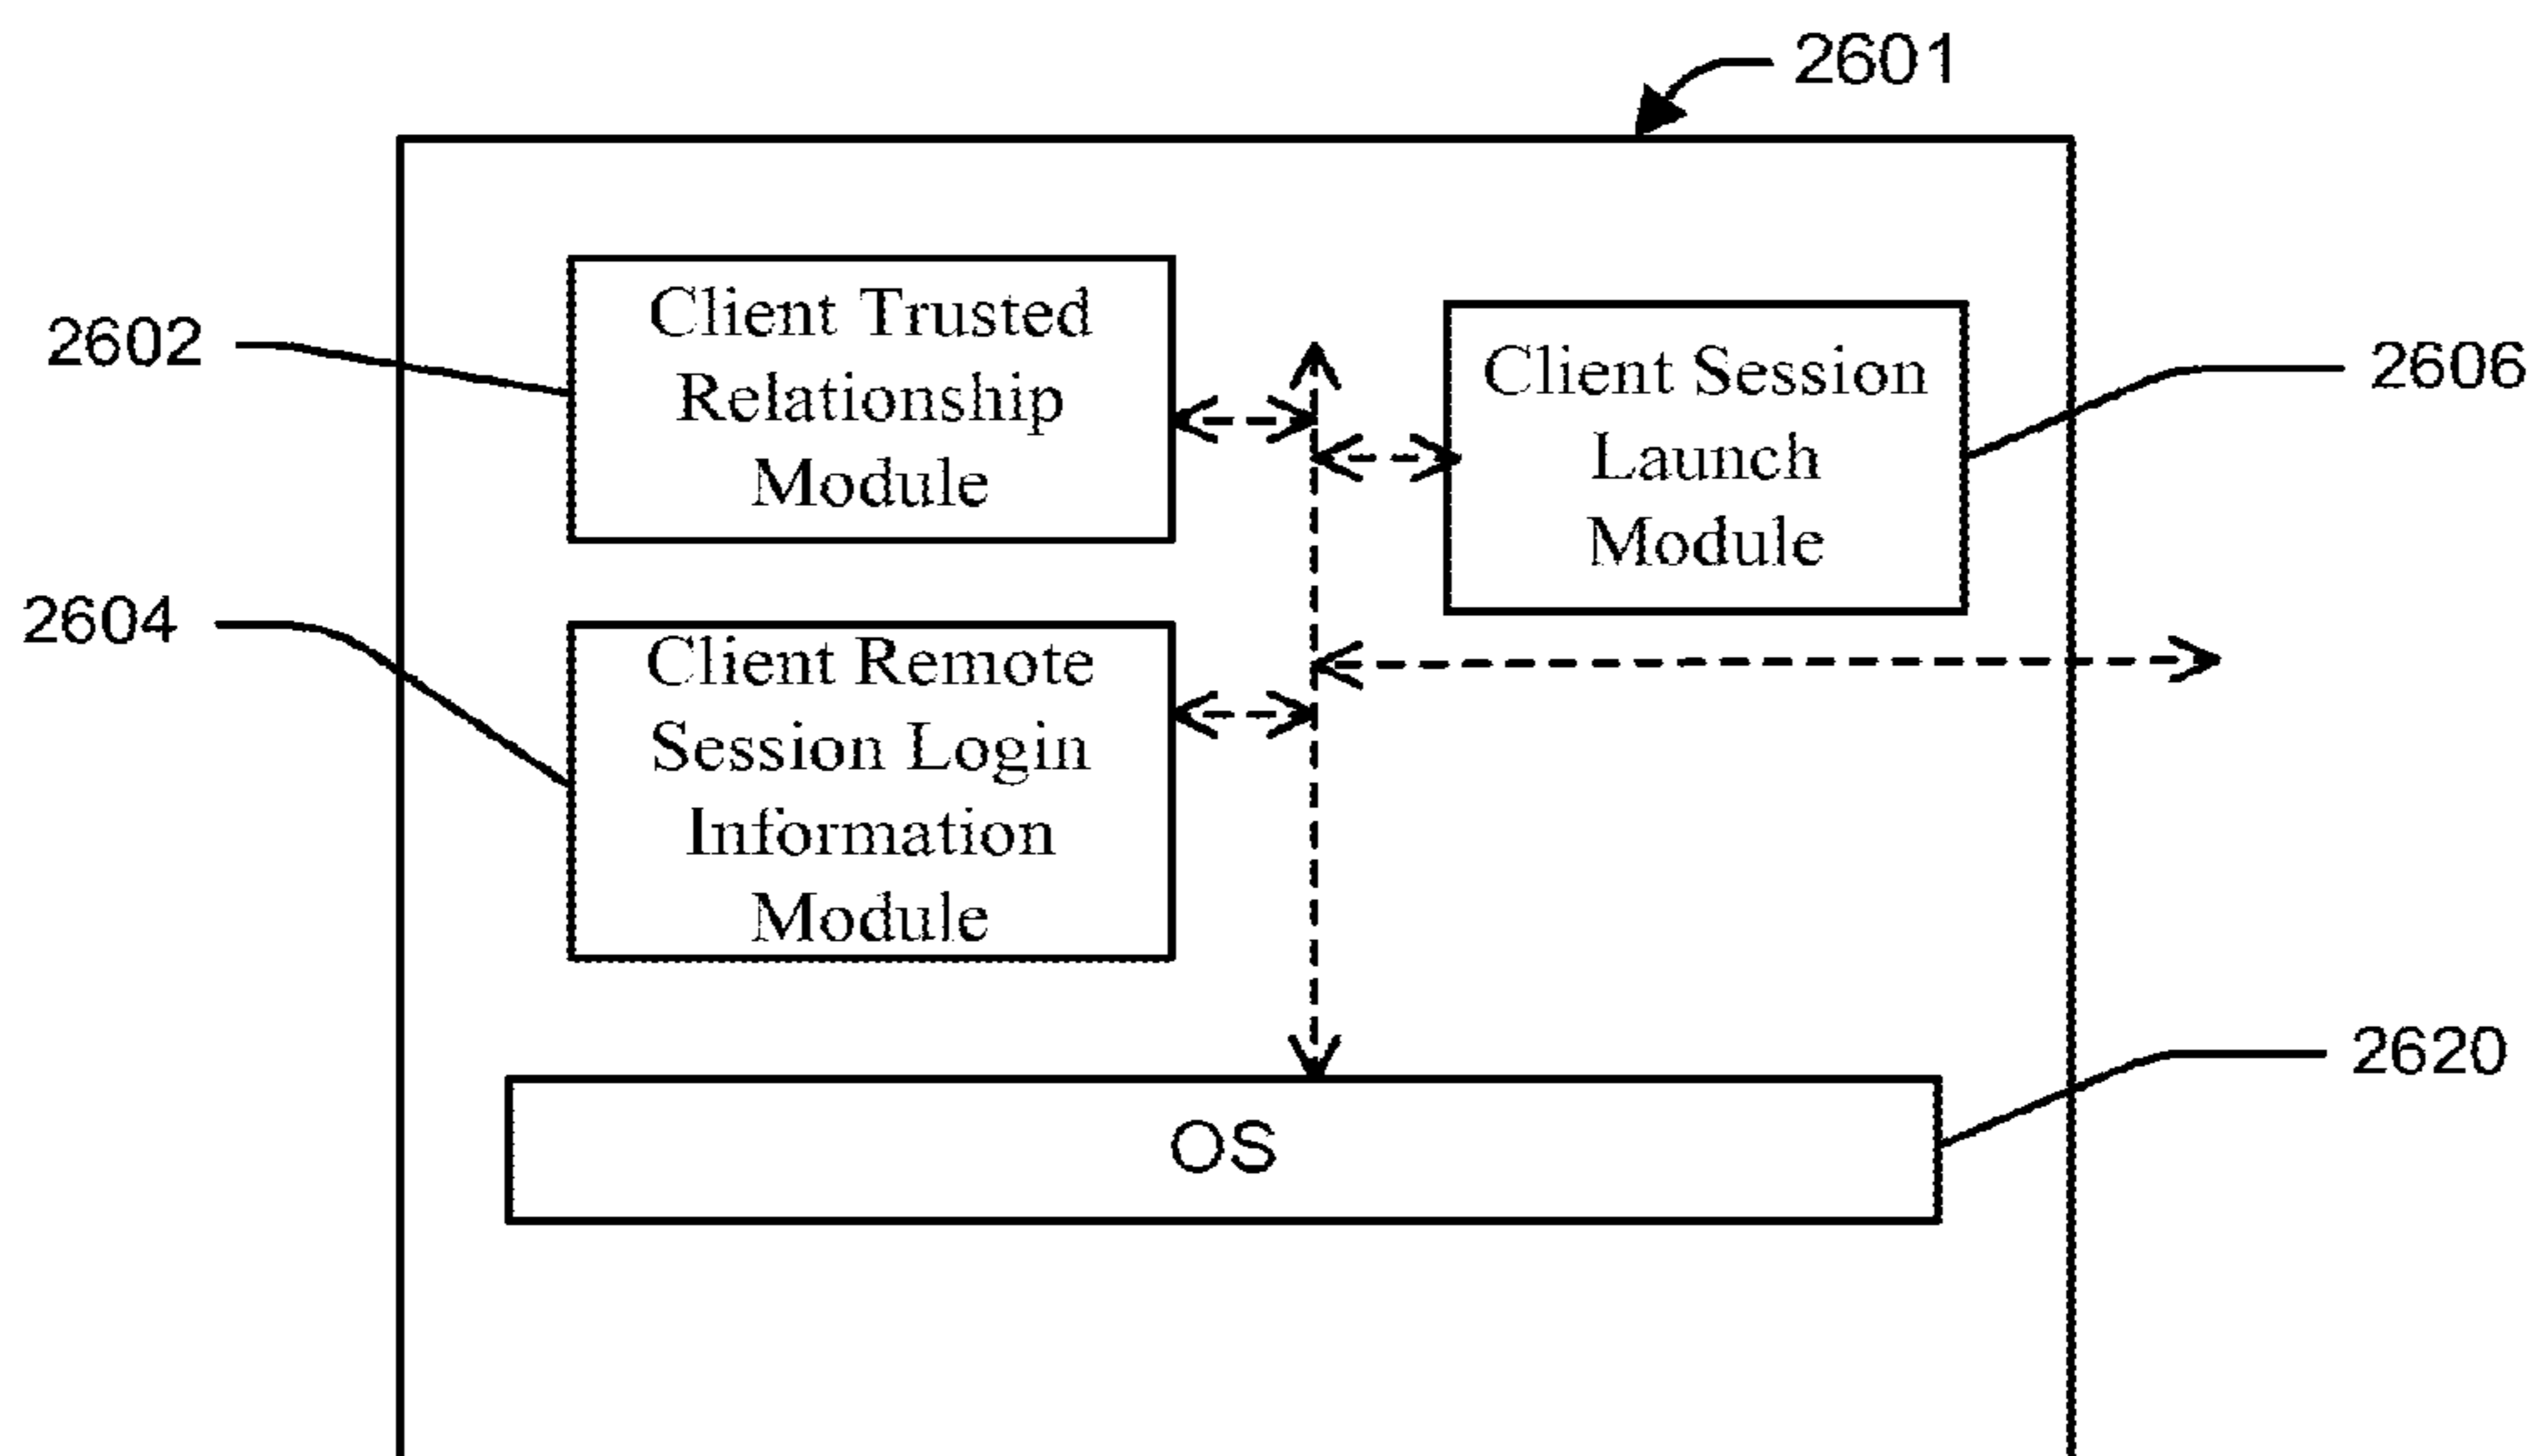 2601
2602
Client Trusted
Relationship
Module
Client Session
Launch
Module
2606
2604
Client Remote
Session Login
Information
Module
2620
OS